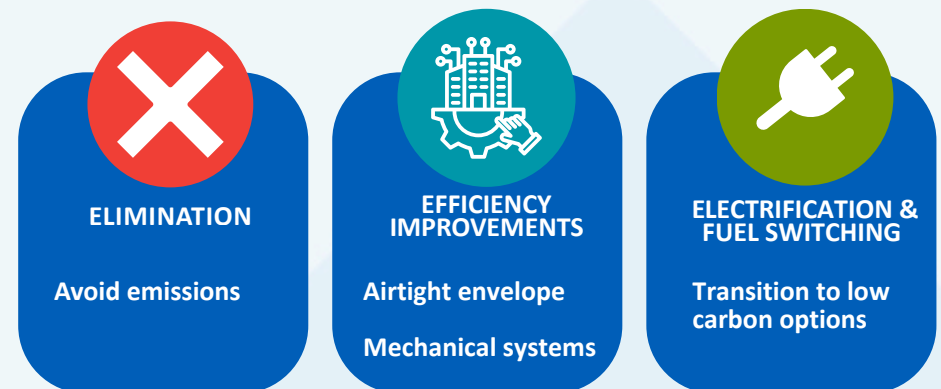 ELIMINATION
Avoid emissions
EFFICIENCY
IMPROVEMENTS
Airtight envelope
Mechanical systems
ELECTRIFICATION &
FUEL SWITCHING
Transition to low
carbon options